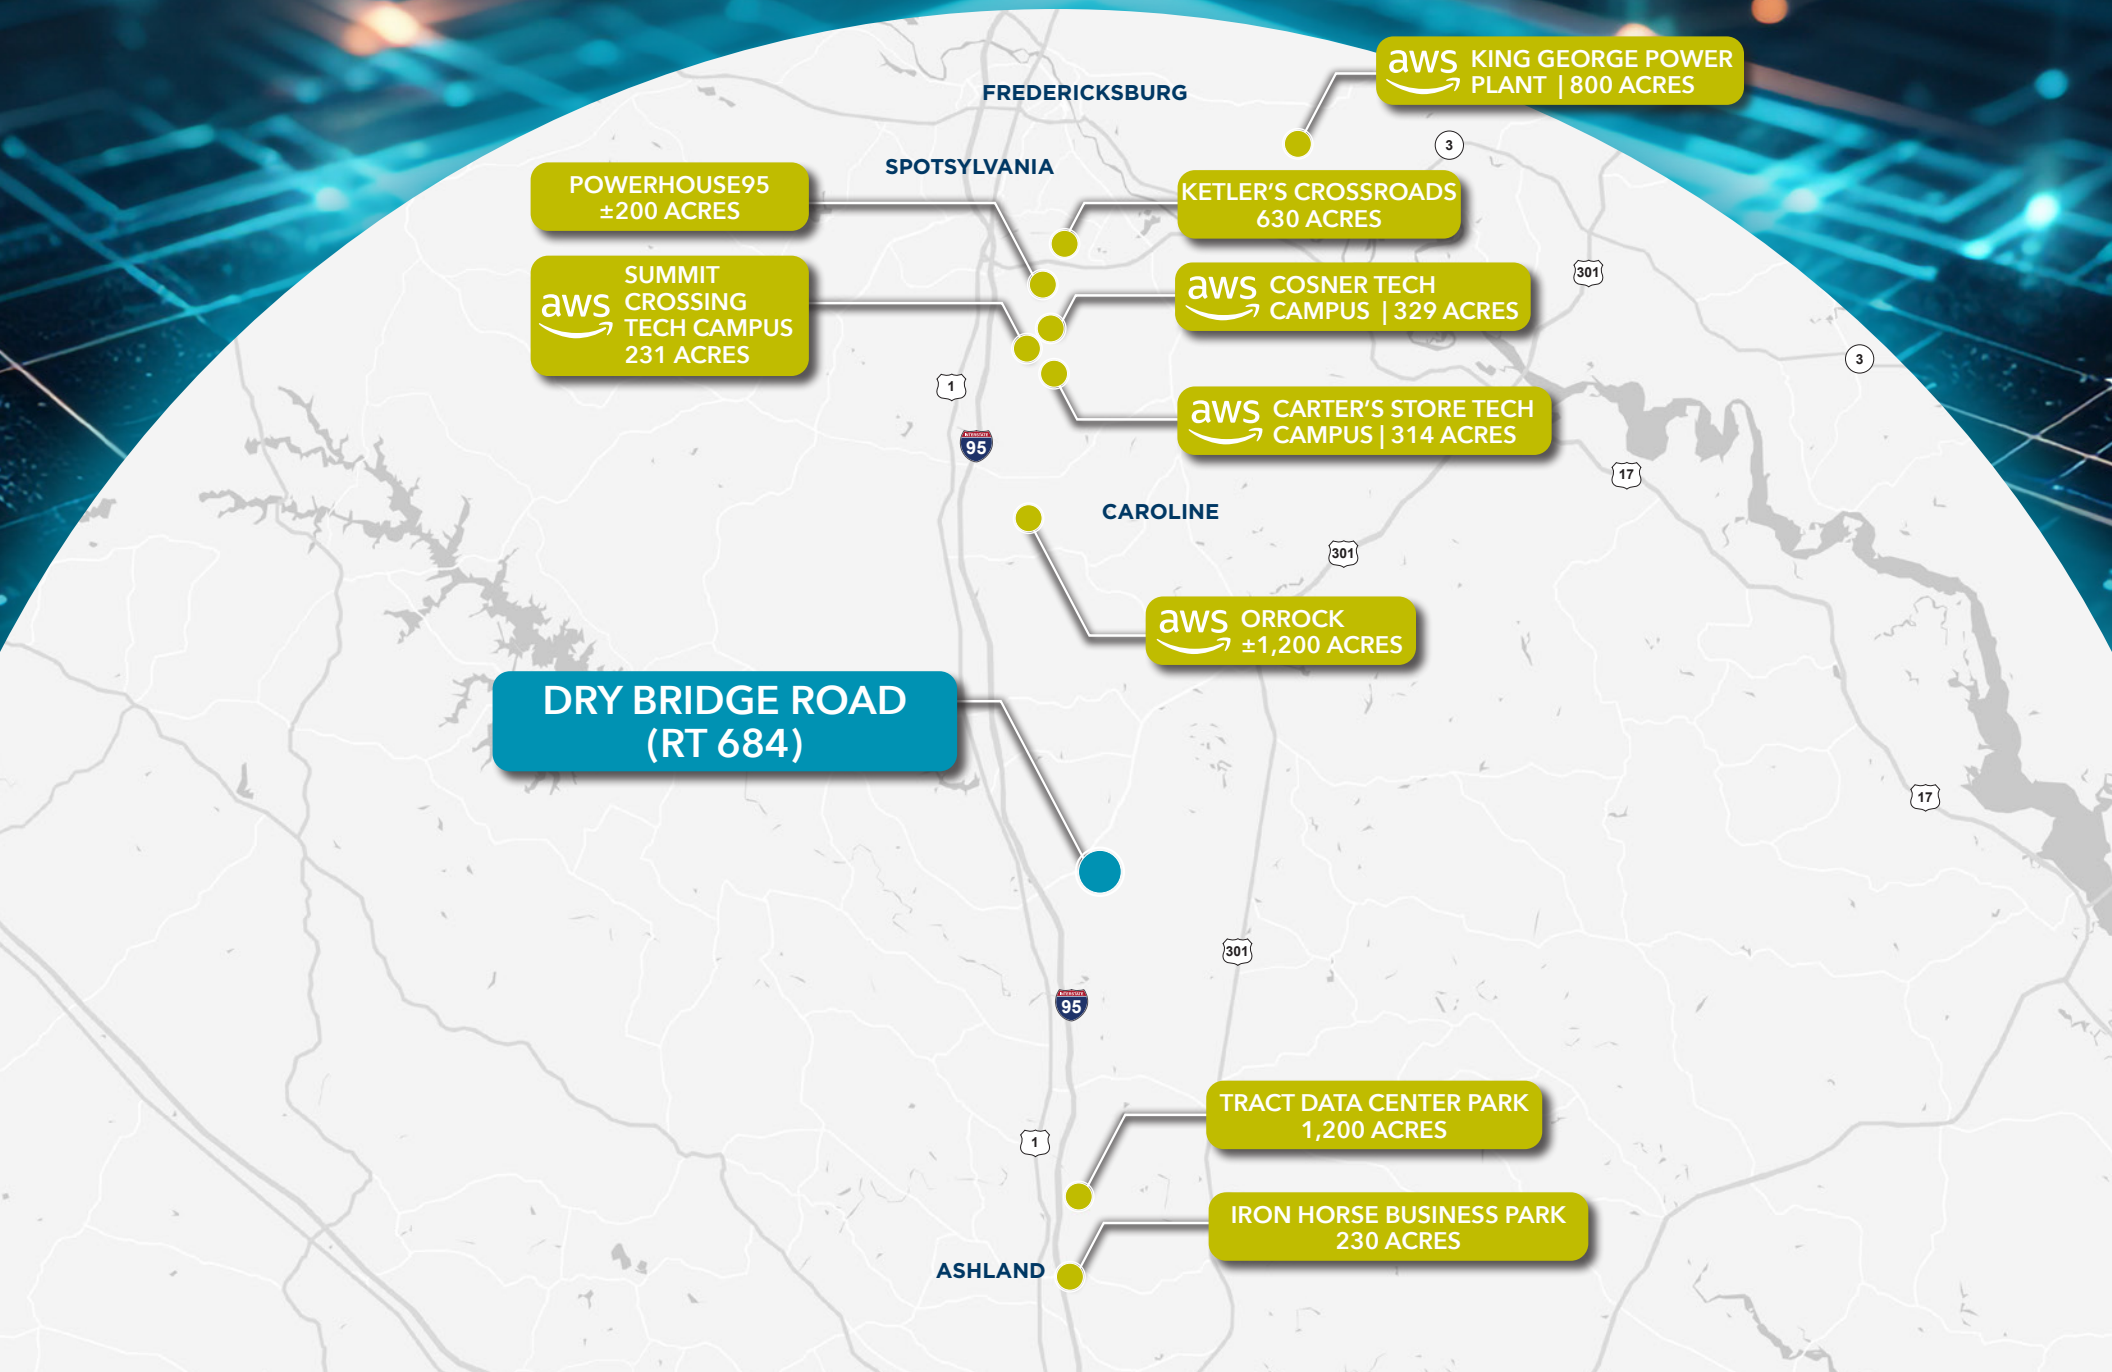 aws KING GEORGE POWER
PLANT | 800 ACRES
FREDERICKSBURG
3
SPOTSYLVANIA
POWERHOUSE95
±200 ACRES
KETLER'S CROSSROADS
630 ACRES
301
aws SUMMIT
CROSSING
TECH CAMPUS
231 ACRES
aws COSNER TECH
CAMPUS | 329 ACRES
3
1
aws CARTER'S STORE TECH
CAMPUS | 314 ACRES
INTERSTATE
95
17
CAROLINE
301
aws ORROCK
±1,200 ACRES
DRY BRIDGE ROAD
(RT 684)
17
301
INTERSTATE
95
TRACT DATA CENTER PARK
1,200 ACRES
1
IRON HORSE BUSINESS PARK
230 ACRES
ASHLAND